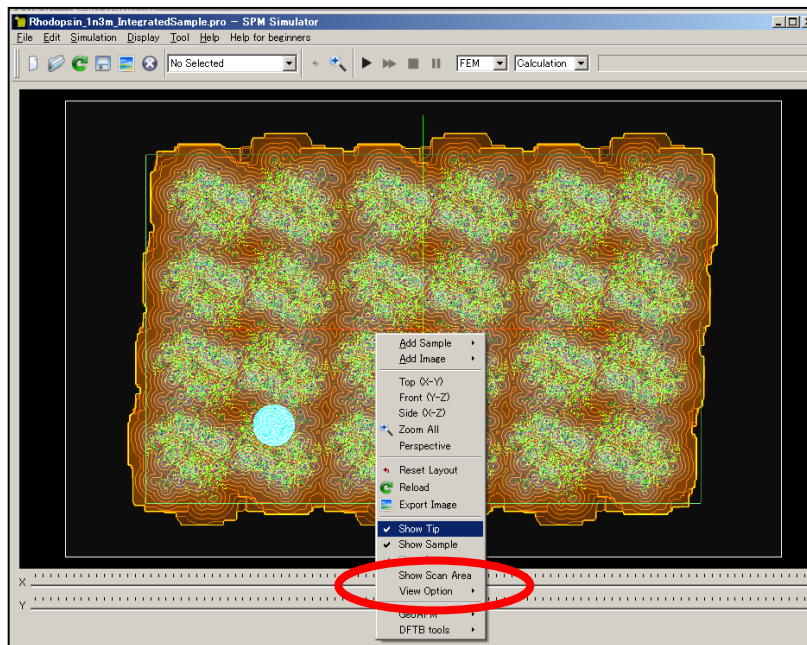 Rhodopsin_1n3m_IntegratedSample.pro - SPM Simulator
File Edit Simulation Display Tool Help Help for beginners
No Selected FEM Calculation
Add Sample
Add Image
Top (X-Y)
Front (Y-Z)
Side (X-Z)
Zoom All
Perspective
Reset Layout
Reload
Export Image
Show Tip
Show Sample
Show Scan Area
View Option
GeoAFM
DFTB tools
X
Y